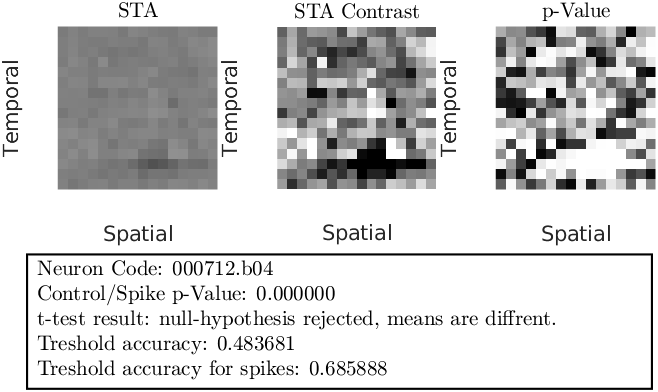 STA
STA Contrast
p-Value
Temporal
Temporal
Temporal
Spatial
Spatial
Spatial
Neuron Code: 000712.b04
Control/Spike p-Value: 0.000000
t-test result: null-hypothesis rejected, means are diffrent.
Treshold accuracy: 0.483681
Treshold accuracy for spikes: 0.685888